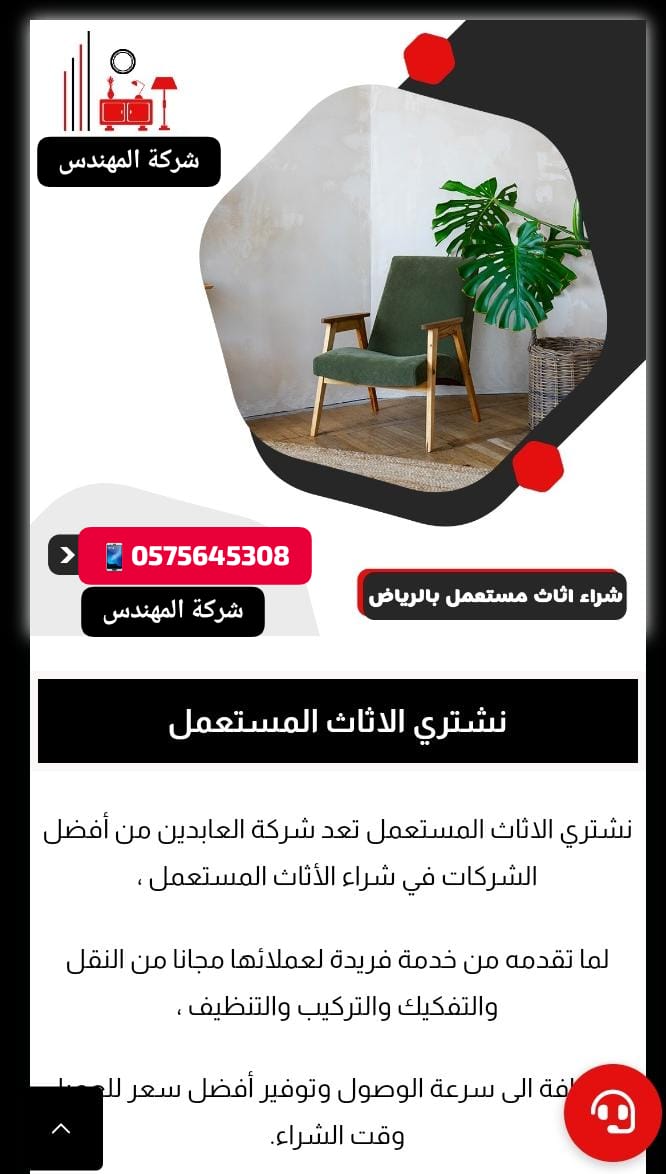 شركة المهندس
0575645308
شركة المهندس
شراء اثاث مستعمل بالرياض
نشتري الاثاث المستعمل
نشتري الاثاث المستعمل تعد شركة العابدين من أفضل
الشركات في شراء الأثاث المستعمل ،
لما تقدمه من خدمة فريدة لعملائها مجانا من النقل
والتفكيك والتركيب والتنظيف ،
الى سرعة الوصول وتوفير أفضل سعر
وقت الشراء.